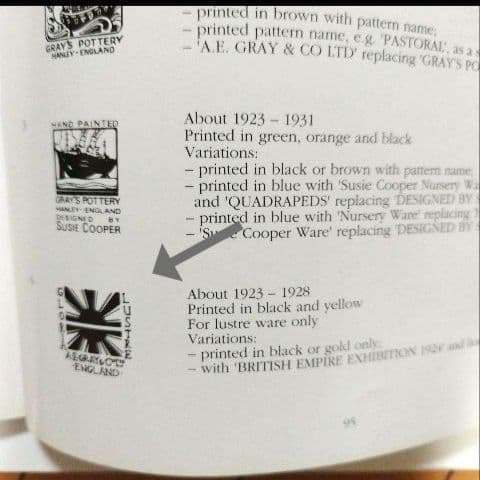 – printed in brown with pattern name;
– printed pattern name, e.g. 'PASTORAL', as a
– 'A.E. GRAY & CO LTD' replacing 'GRAY'S
GRAY'S POTTERY
HANLEY - ENGLAND
HAND PAINTED
GRAY'S POTTERY
HANLEY - ENGLAND
DESIGNED BY
SUSIE COOPER
About 1923 – 1931
Printed in green, orange and black
Variations:
– printed in black or brown with pattern name;
– printed in blue with 'Susie Cooper Nursery
and 'QUADRUPEDS' replacing 'DESIGNED BY
– printed in blue with 'Nursery Ware' replacing
– 'Susie Cooper Ware' replacing 'DESIGNED BY
GLORIA
LUSTRE
A.E.GRAY & CO LTD
ENGLAND
About 1923 – 1928
Printed in black and yellow
For lustre ware only
Variations:
– printed in black or gold only;
– with 'BRITISH EMPIRE EXHIBITION 1924' and
95